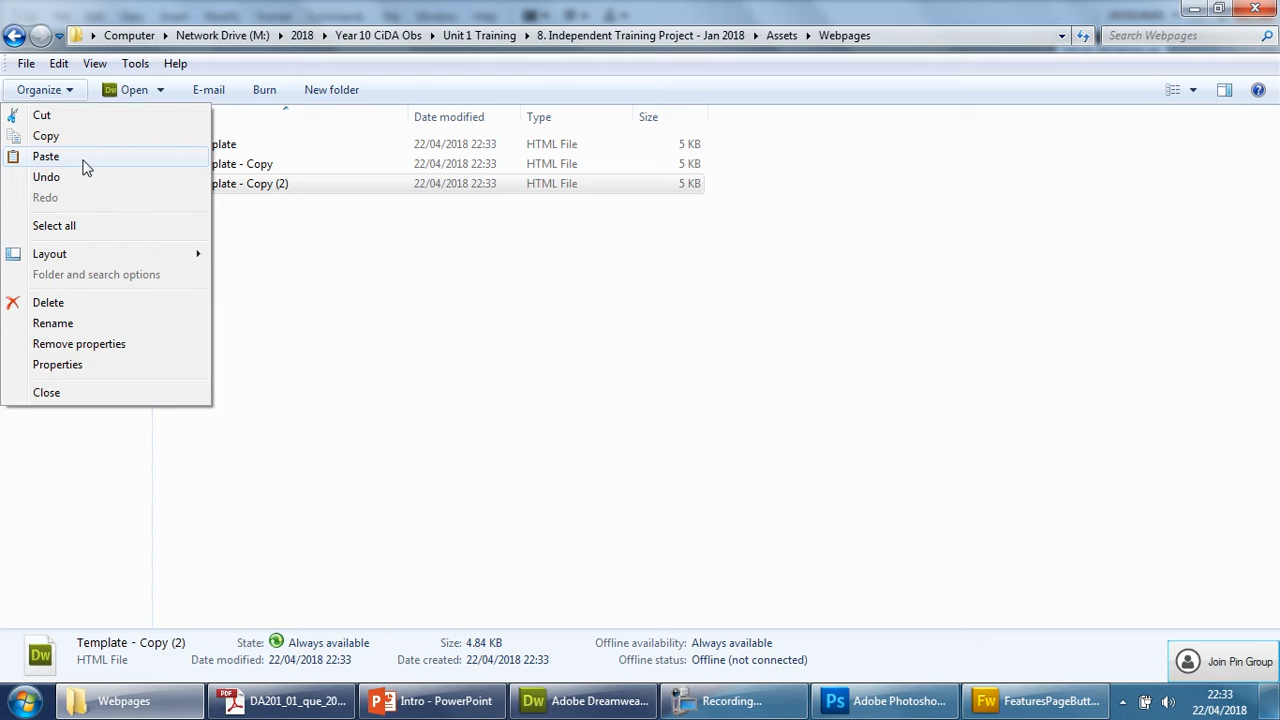 Computer ▸ Network Drive (M:) ▸ 2018 ▸ Year 10 CiDA Obs ▸ Unit 1 Training ▸ 8. Independent Training Project - Jan 2018 ▸ Assets ▸ Webpages Search Webpages
File Edit View Tools Help
Organize Open E-mail Burn New folder
Date modified Type Size
plate 22/04/2018 22:33 HTML File 5 KB
plate - Copy 22/04/2018 22:33 HTML File 5 KB
plate - Copy (2) 22/04/2018 22:33 HTML File 5 KB
Cut
Copy
Paste
Undo
Redo
Select all
Layout
Folder and search options
Delete
Rename
Remove properties
Properties
Close
Template - Copy (2) State: Always available Size: 4.84 KB Offline availability: Always available
HTML File Date modified: 22/04/2018 22:33 Date created: 22/04/2018 22:33 Offline status: Offline (not connected)
Join Pin Group
Webpages DA201_01_que_20... Intro - PowerPoint Adobe Dreamwea... Recording... Adobe Photosho... FeaturesPageButt...
22:33
22/04/2018